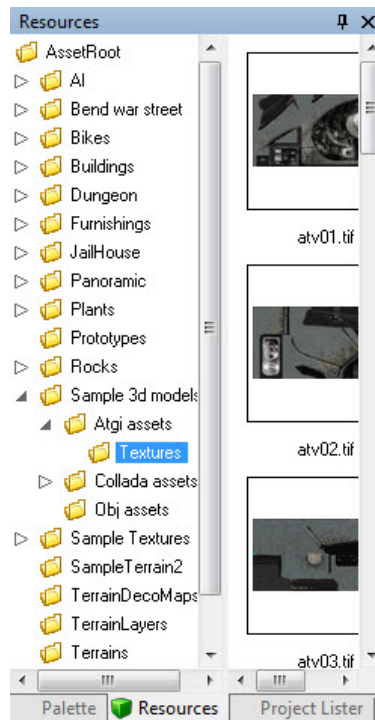 Resources
AssetRoot
AI
Bend war street
Bikes
Buildings
Dungeon
Furnishings
JailHouse
Panoramic
Plants
Prototypes
Rocks
Sample 3d models
Atgi assets
Textures
Collada assets
Obj assets
Sample Textures
SampleTerrain2
TerrainDecoMaps
TerrainLayers
Terrains
atv01.tif
atv02.tif
atv03.tif
Palette
Resources
Project Lister